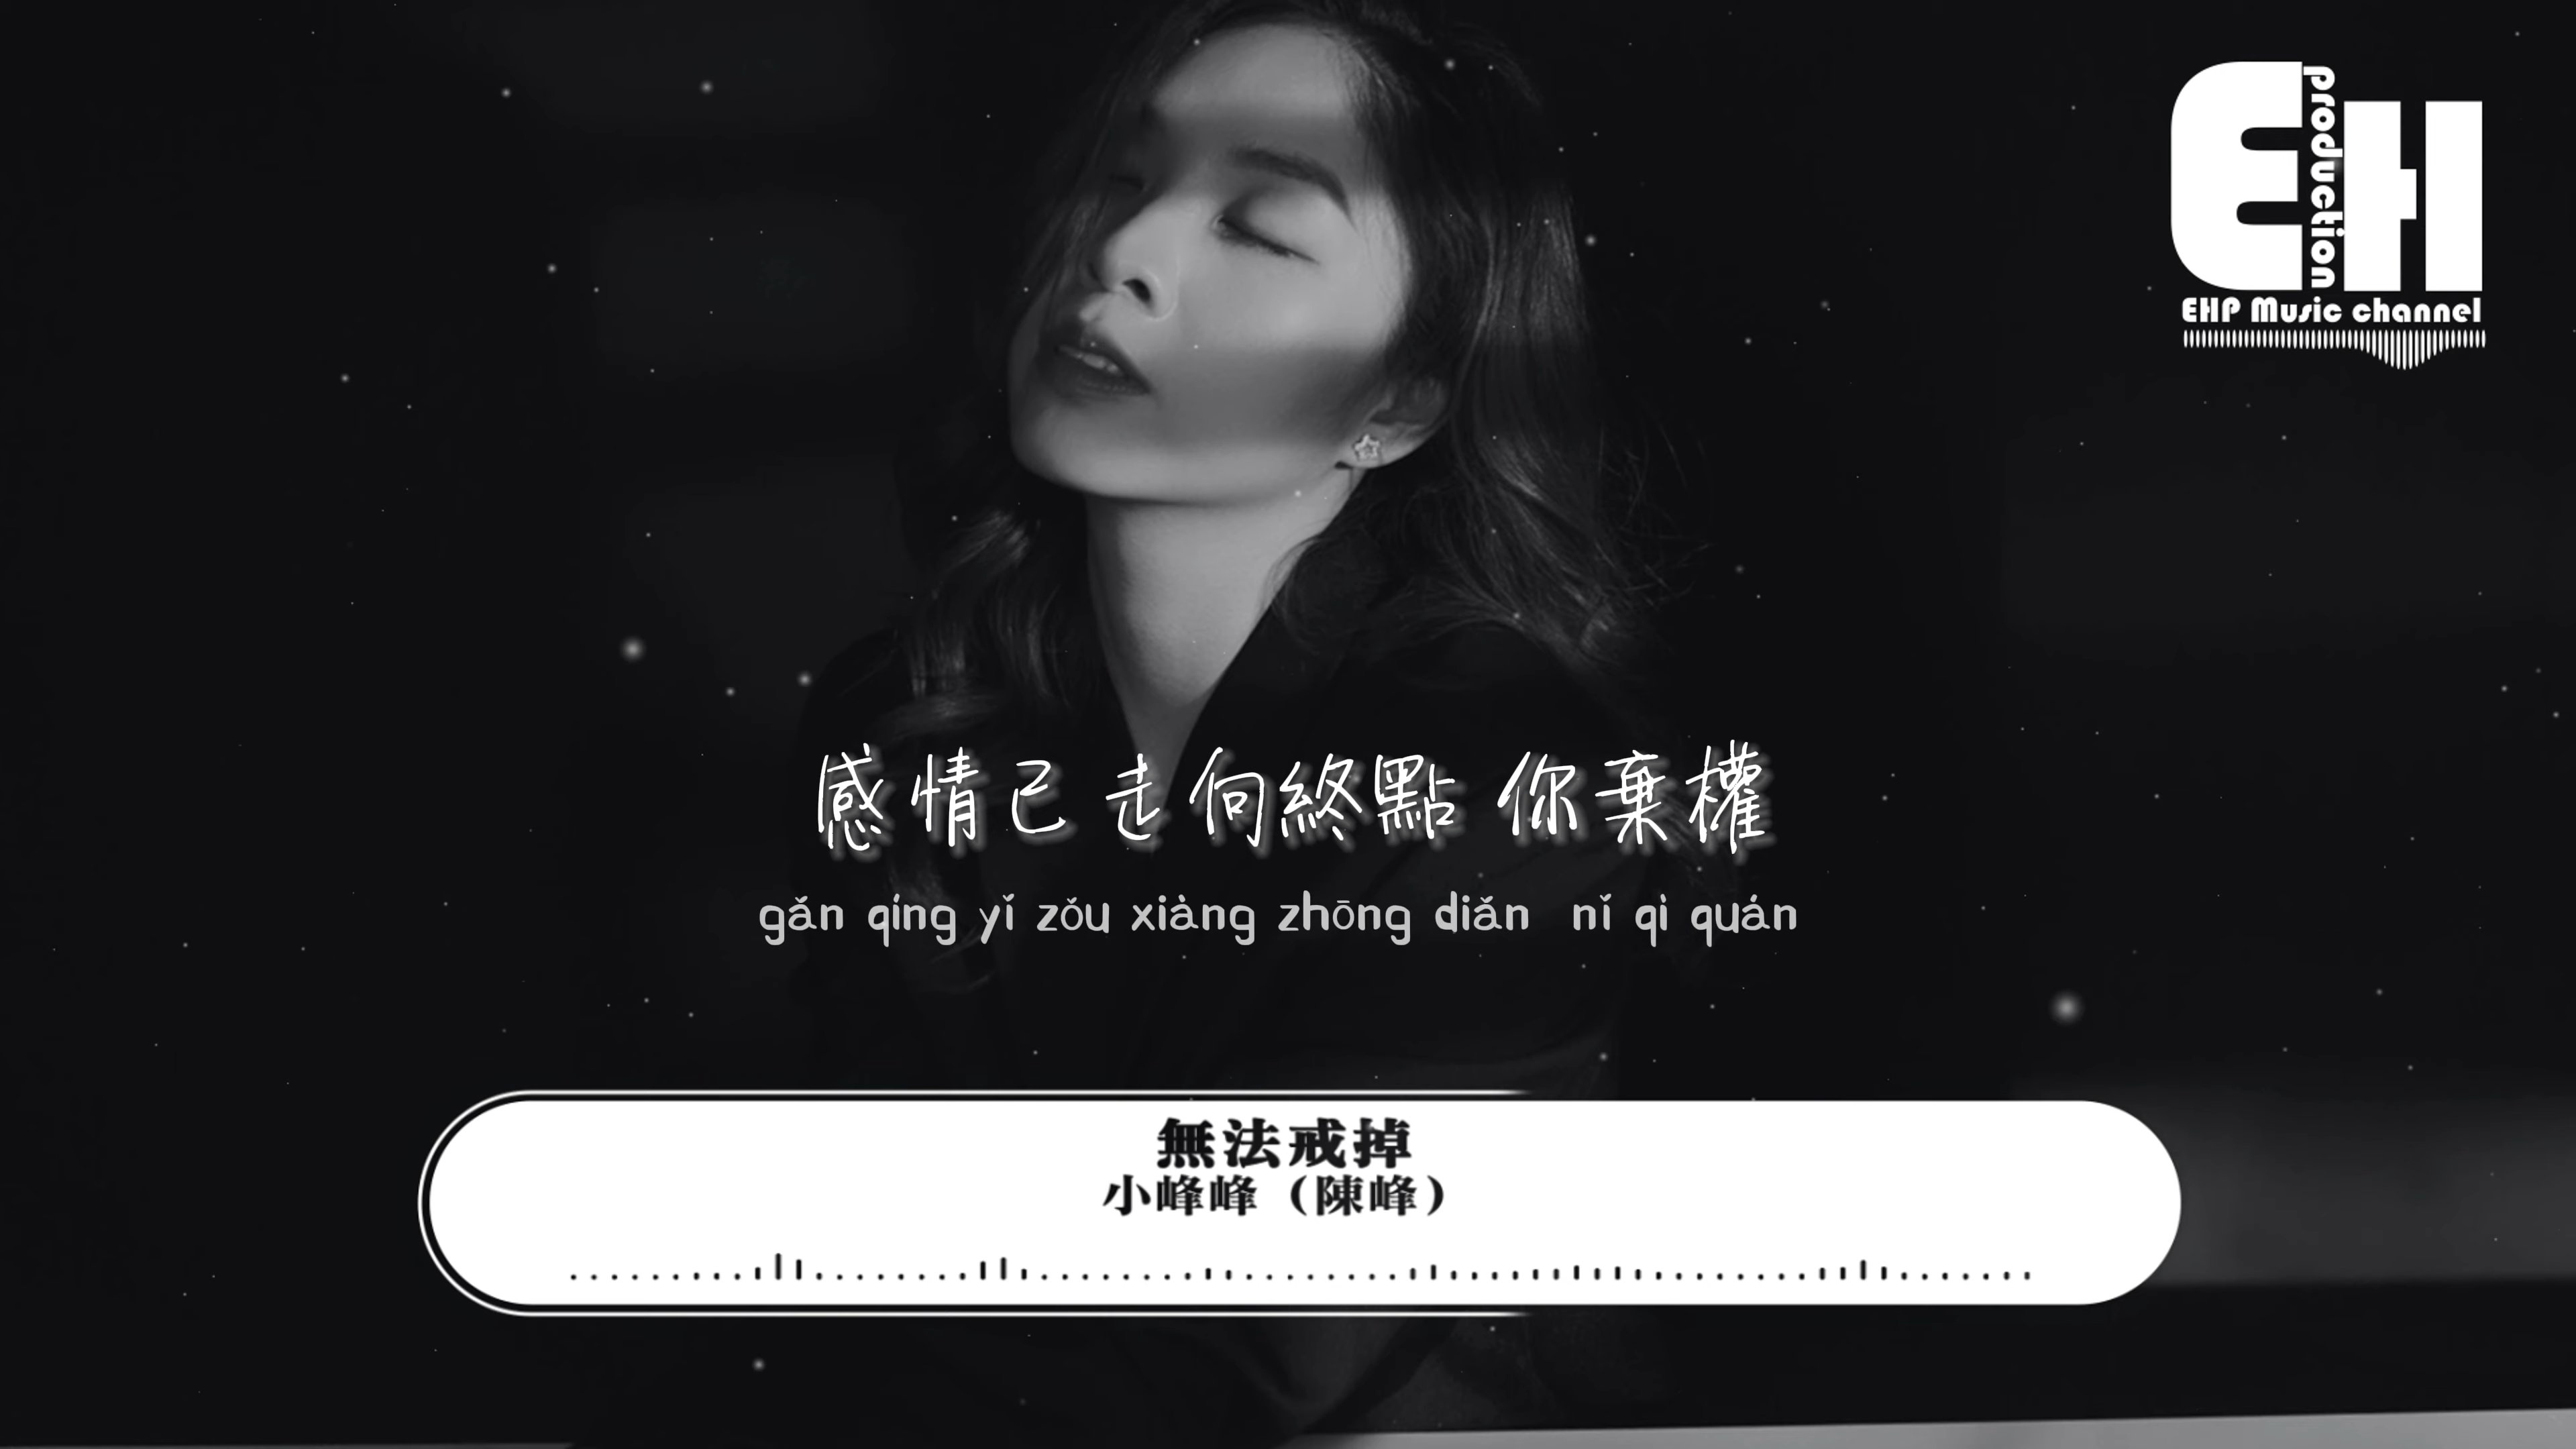 production
EH
EHP Music channel
感情已走向終點 你棄權
gǎn qíng yǐ zǒu xiàng zhōng diǎn  nǐ qì quán
無法戒掉
小峰峰（陳峰）